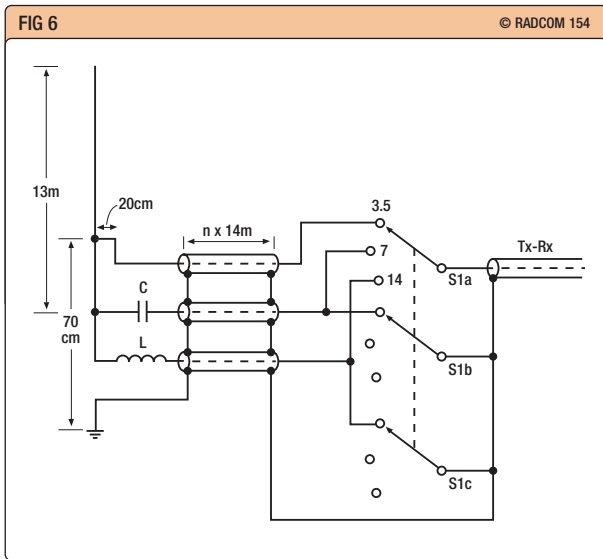 FIG 6
© RADCOM 154
13m
20cm
n x 14m
3.5
7
14
Tx-Rx
S1a
C
70
cm
L
S1b
S1c